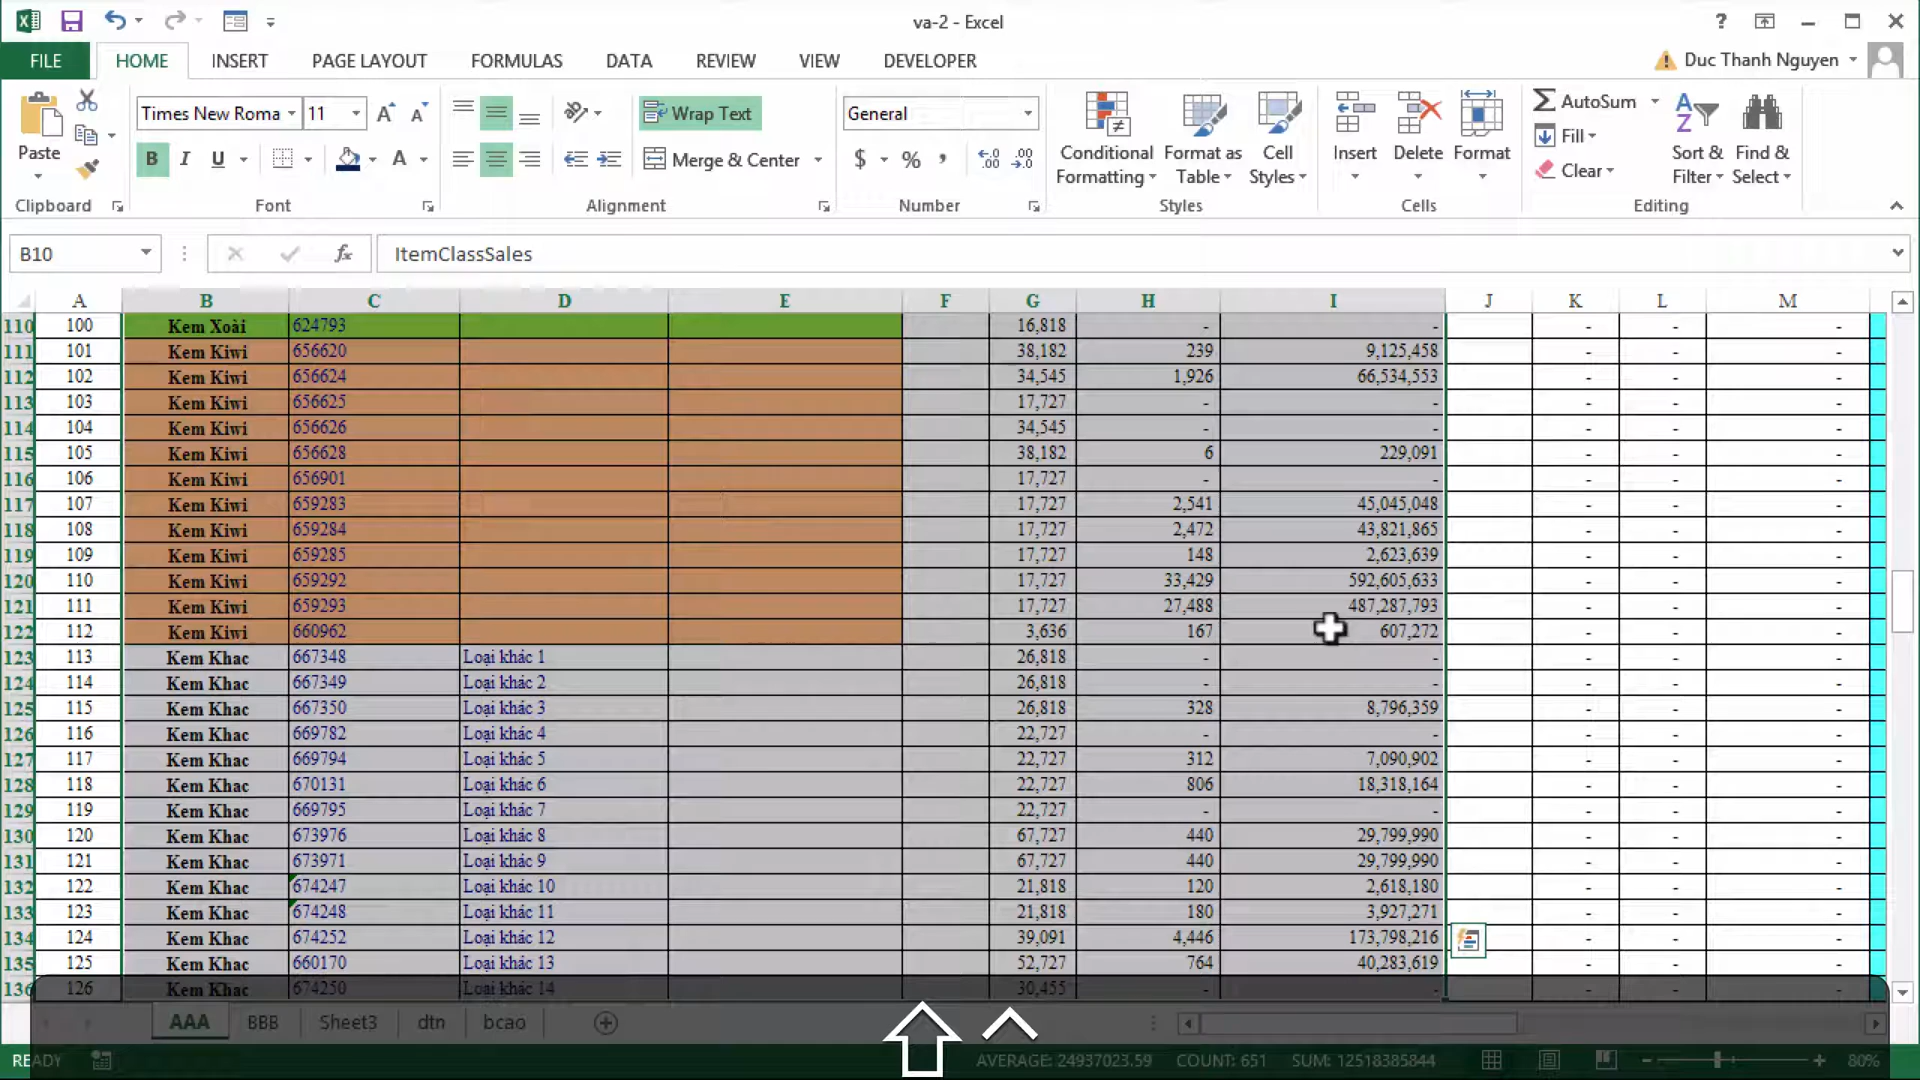 va-2 - Excel
FILE HOME INSERT PAGE LAYOUT FORMULAS DATA REVIEW VIEW DEVELOPER Duc Thanh Nguyen
Times New Roma 11 Wrap Text General AutoSum
Paste Conditional Formatting Format as Table Cell Styles Insert Delete Format Fill Sort & Filter Find & Select
B I U A Merge & Center $ % , Clear
Clipboard Font Alignment Number Styles Cells Editing
B10 fx ItemClassSales
A B C D E F G H I J K L M
110 100 Kem Xoài 624793 16,818 - - - - -
111 101 Kem Kiwi 656620 38,182 239 9,125,458 - - -
112 102 Kem Kiwi 656624 34,545 1,926 66,534,553 - - -
113 103 Kem Kiwi 656625 17,727 - - - - -
114 104 Kem Kiwi 656626 34,545 - - - - -
115 105 Kem Kiwi 656628 38,182 6 229,091 - - -
116 106 Kem Kiwi 656901 17,727 - - - - -
117 107 Kem Kiwi 659283 17,727 2,541 45,045,048 - - -
118 108 Kem Kiwi 659284 17,727 2,472 43,821,865 - - -
119 109 Kem Kiwi 659285 17,727 148 2,623,639 - - -
120 110 Kem Kiwi 659292 17,727 33,429 592,605,633 - - -
121 111 Kem Kiwi 659293 17,727 27,488 487,287,793 - - -
122 112 Kem Kiwi 660962 3,636 167 607,272 - - -
123 113 Kem Khac 667348 Loại khác 1 26,818 - - - - -
124 114 Kem Khac 667349 Loại khác 2 26,818 - - - - -
125 115 Kem Khac 667350 Loại khác 3 26,818 328 8,796,359 - - -
126 116 Kem Khac 669782 Loại khác 4 22,727 - - - - -
127 117 Kem Khac 669794 Loại khác 5 22,727 312 7,090,902 - - -
128 118 Kem Khac 670131 Loại khác 6 22,727 806 18,318,164 - - -
129 119 Kem Khac 669795 Loại khác 7 22,727 - - - - -
130 120 Kem Khac 673976 Loại khác 8 67,727 440 29,799,990 - - -
131 121 Kem Khac 673971 Loại khác 9 67,727 440 29,799,990 - - -
132 122 Kem Khac 674247 Loại khác 10 21,818 120 2,618,180 - - -
133 123 Kem Khac 674248 Loại khác 11 21,818 180 3,927,271 - - -
134 124 Kem Khac 674252 Loại khác 12 39,091 4,446 173,798,216 - - -
135 125 Kem Khac 660170 Loại khác 13 52,727 764 40,283,619 - - -
136 126 Kem Khac 674250 Loại khác 14 30,455 - - - - -
AAA BBB Sheet3 dtn bcao
READY AVERAGE: 24937023.59 COUNT: 651 SUM: 12518385844 80%